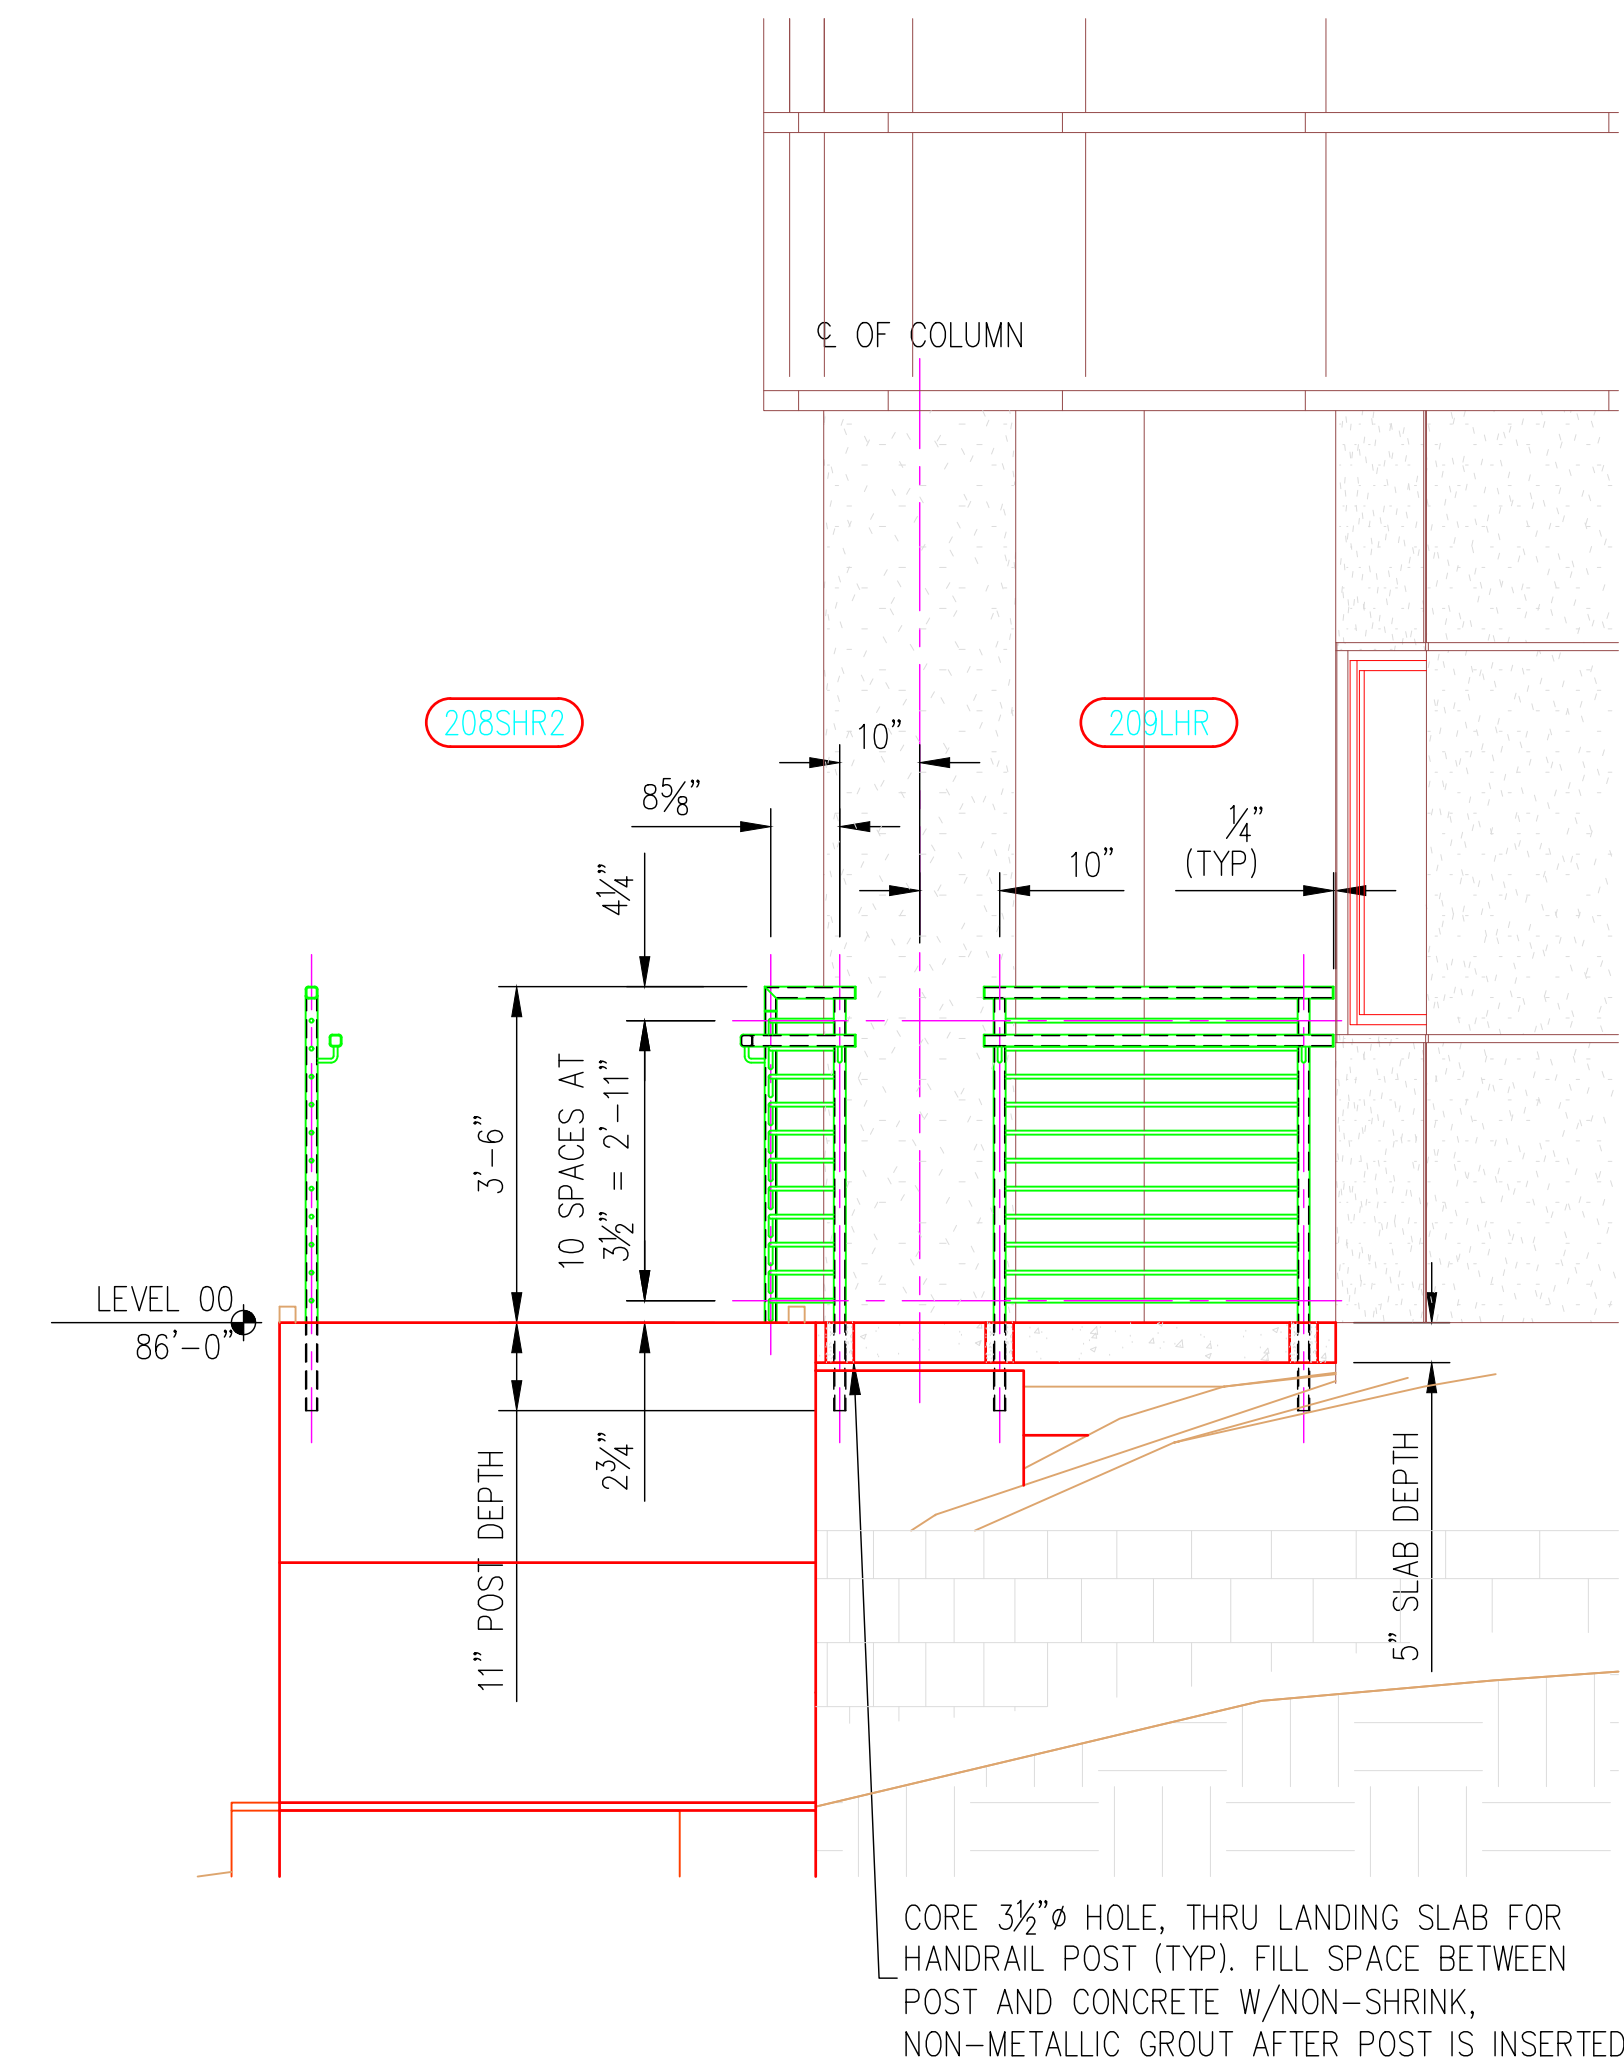 ℄ OF COLUMN
208SHR2
209LHR
10"
8⅝"
¼"
(TYP)
10"
4¼"
3'-6"
10 SPACES AT
3½" = 2'-11"
LEVEL 00
86'-0"
2¾"
11" POST DEPTH
5" SLAB DEPTH
CORE 3½"ø HOLE, THRU LANDING SLAB FOR
HANDRAIL POST (TYP). FILL SPACE BETWEEN
POST AND CONCRETE W/NON-SHRINK,
NON-METALLIC GROUT AFTER POST IS INSERTED